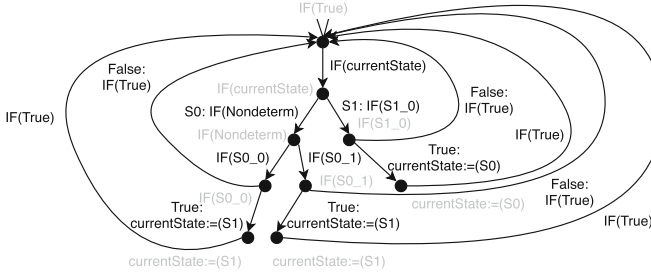 IF(True)
IF(currentState)
False:
IF(True)
IF(currentState)
False:
IF(True)
S0: IF(Nondeterm)
S1: IF(S1_0)
IF(True)
IF(Nondeterm)
IF(S1_0)
IF(True)
IF(S0_0)
IF(S0_1)
True:
currentState:=(S0)
IF(S0_0)
IF(S0_1)
currentState:=(S0)
False:
IF(True)
True:
currentState:=(S1)
True:
currentState:=(S1)
IF(True)
currentState:=(S1)
currentState:=(S1)